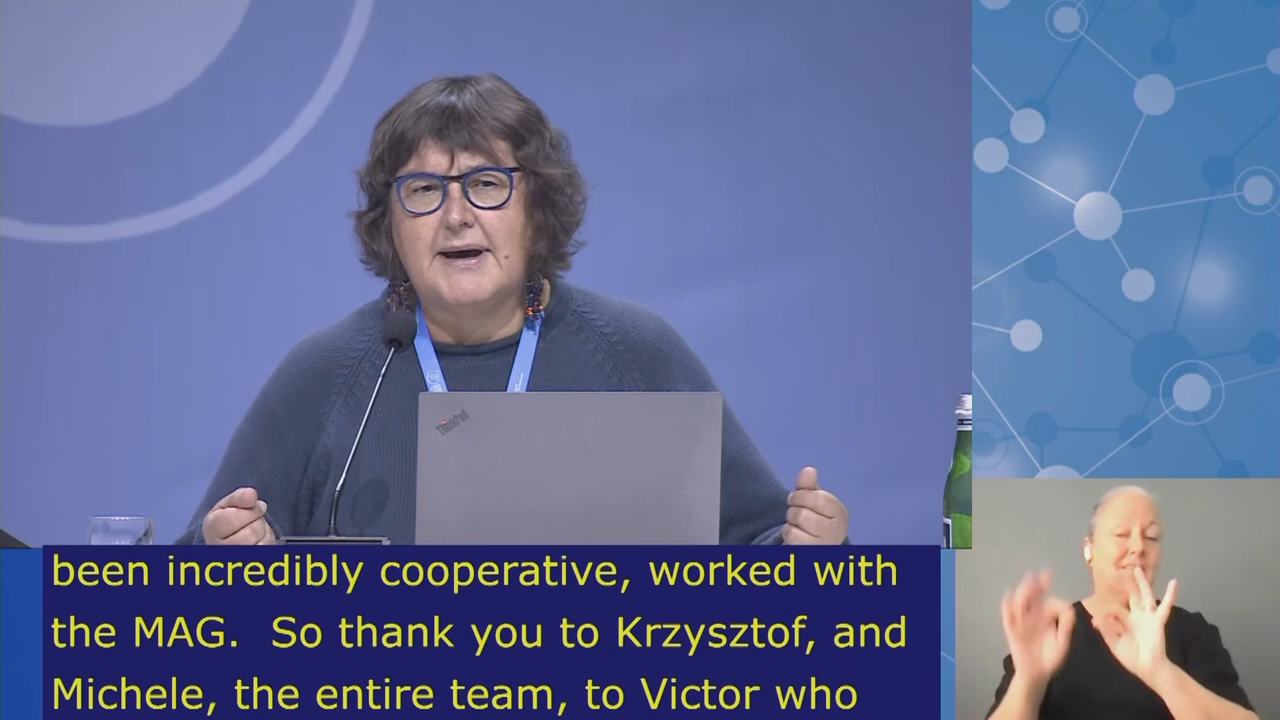 ThinkPad
been incredibly cooperative, worked with
the MAG.  So thank you to Krzysztof, and
Michele, the entire team, to Victor who